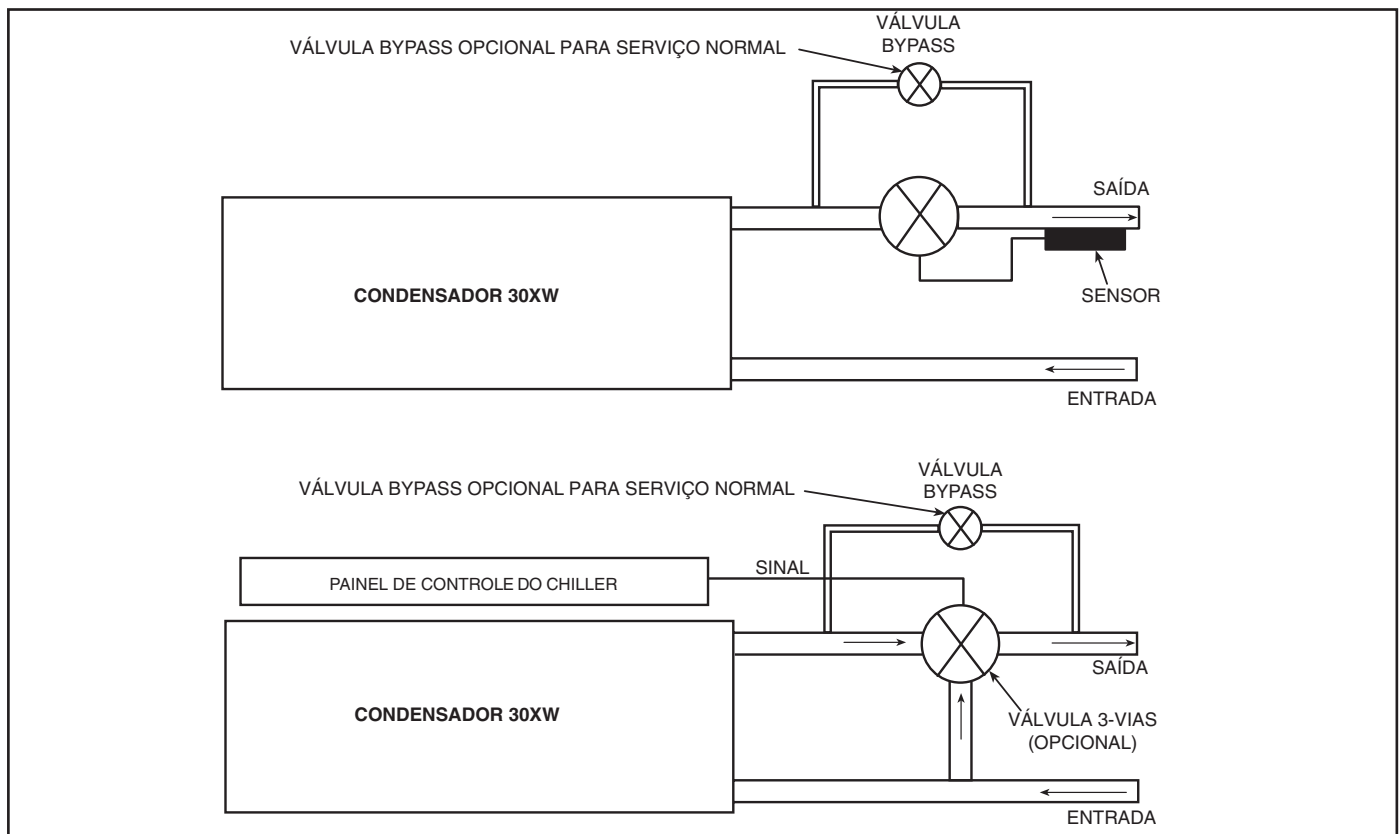 VÁLVULA
BYPASS
VÁLVULA BYPASS OPCIONAL PARA SERVIÇO NORMAL
SAÍDA
CONDENSADOR 30XW
SENSOR
ENTRADA
VÁLVULA
BYPASS
VÁLVULA BYPASS OPCIONAL PARA SERVIÇO NORMAL
SINAL
PAINEL DE CONTROLE DO CHILLER
SAÍDA
CONDENSADOR 30XW
VÁLVULA 3-VIAS
(OPCIONAL)
ENTRADA